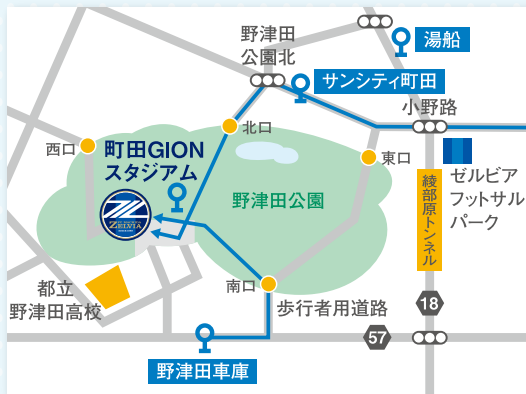 野津田
公園北
湯船
サンシティ町田
小野路
北口
西口
町田GION
スタジアム
東口
ゼルビア
フットサル
パーク
野津田公園
ZELVIA
綾部原トンネル
南口
都立
野津田高校
歩行者用道路
18
57
野津田車庫